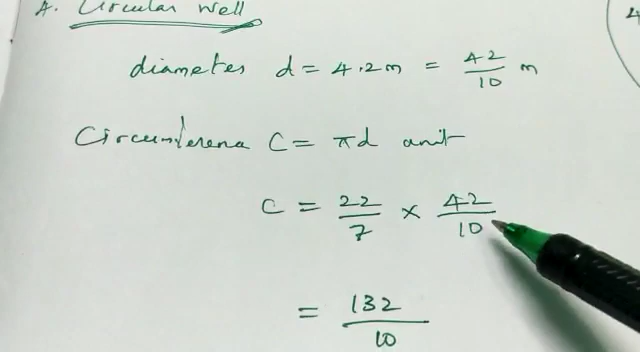 A. Circular well
diameter d = 4.2m = 42/10 m
Circumference C = πd unit
C = 22/7 × 42/10
= 132/10